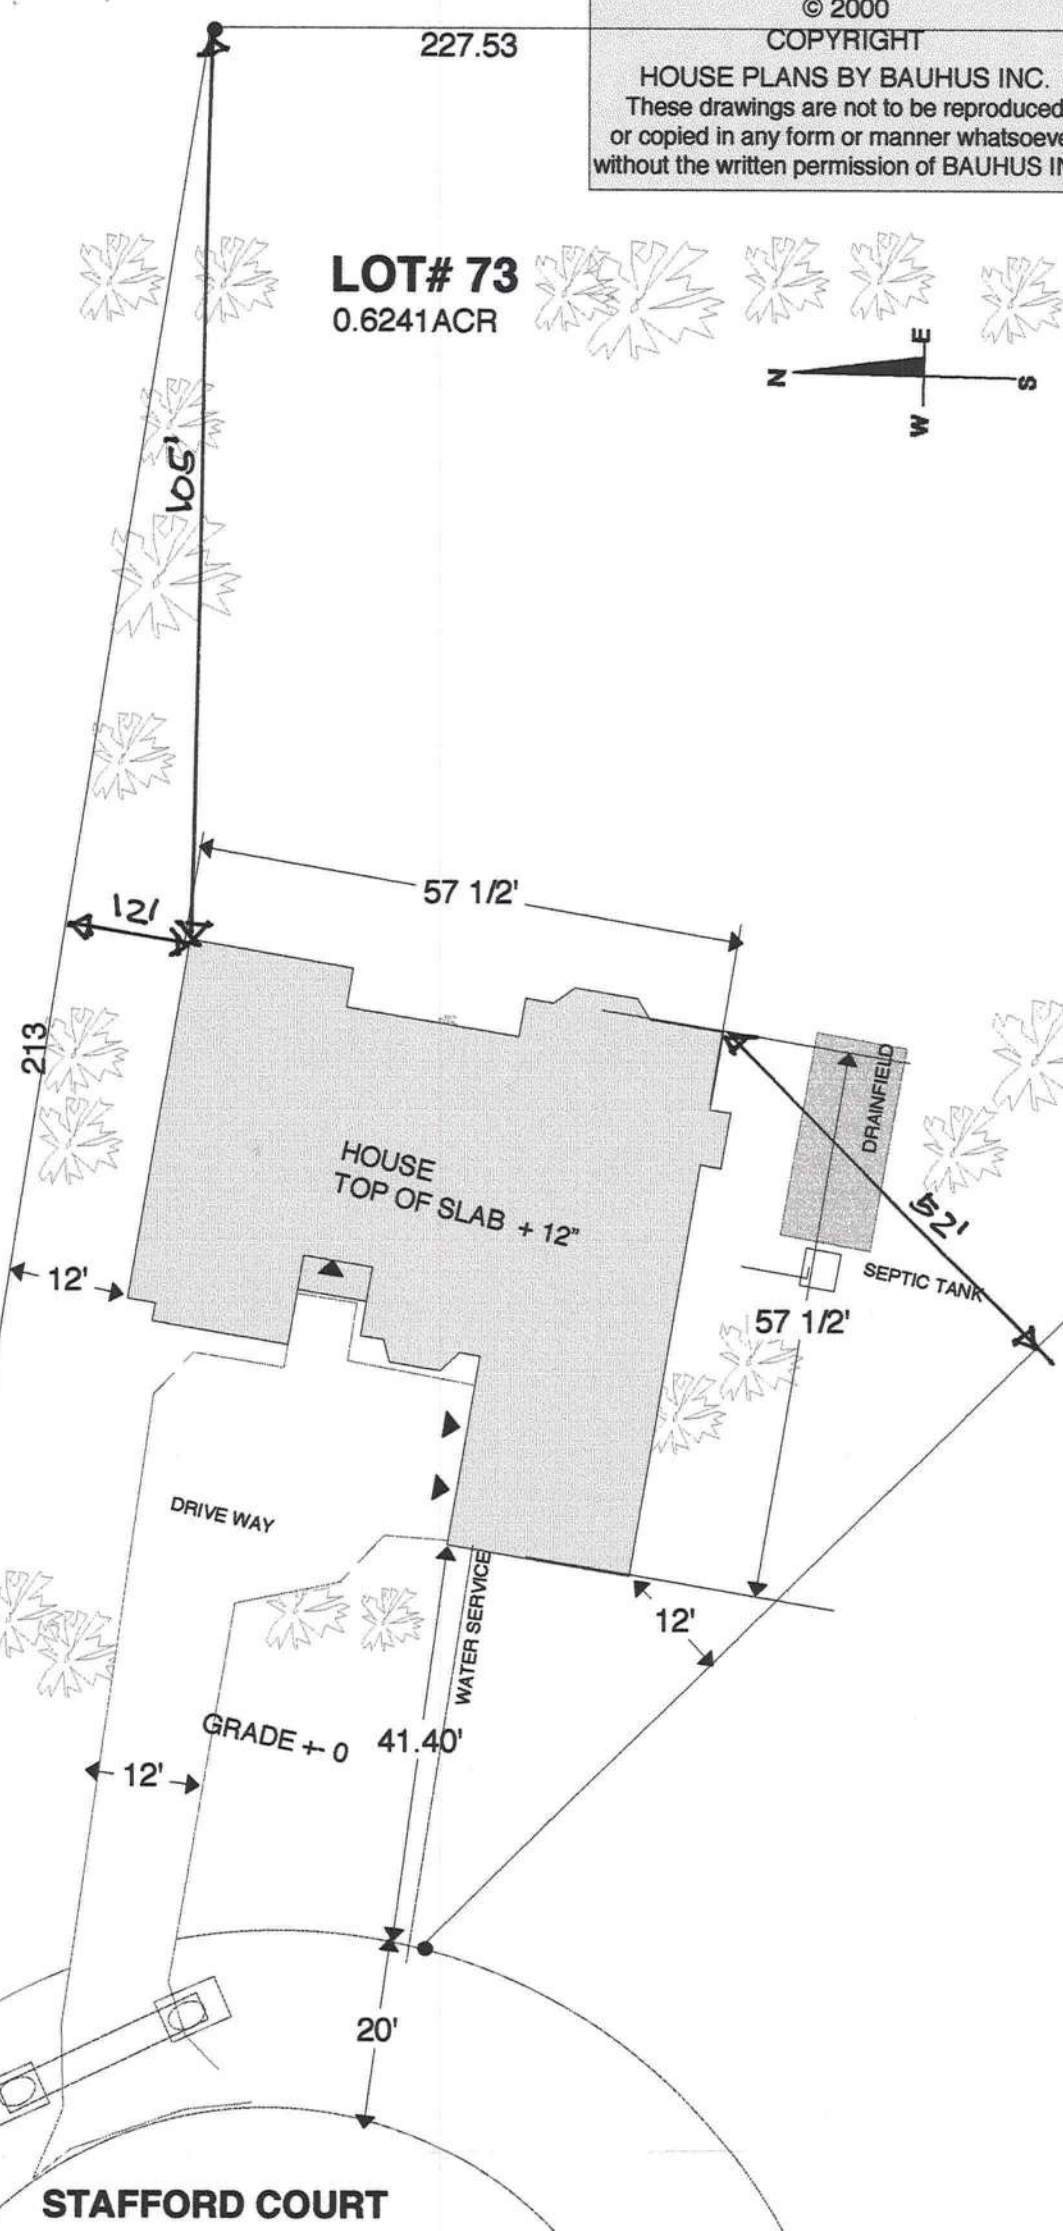 © 2000
COPYRIGHT
HOUSE PLANS BY BAUHUS INC.
These drawings are not to be reproduced
or copied in any form or manner whatsoeve
without the written permission of BAUHUS IN
227.53
LOT# 73
0.6241ACR
N
E
S
W
105'
57 1/2'
12'
213
HOUSE
TOP OF SLAB + 12"
DRAINFIELD
52'
SEPTIC TANK
12'
57 1/2'
DRIVE WAY
WATER SERVICE
12'
GRADE +- 0
41.40'
12'
20'
STAFFORD COURT